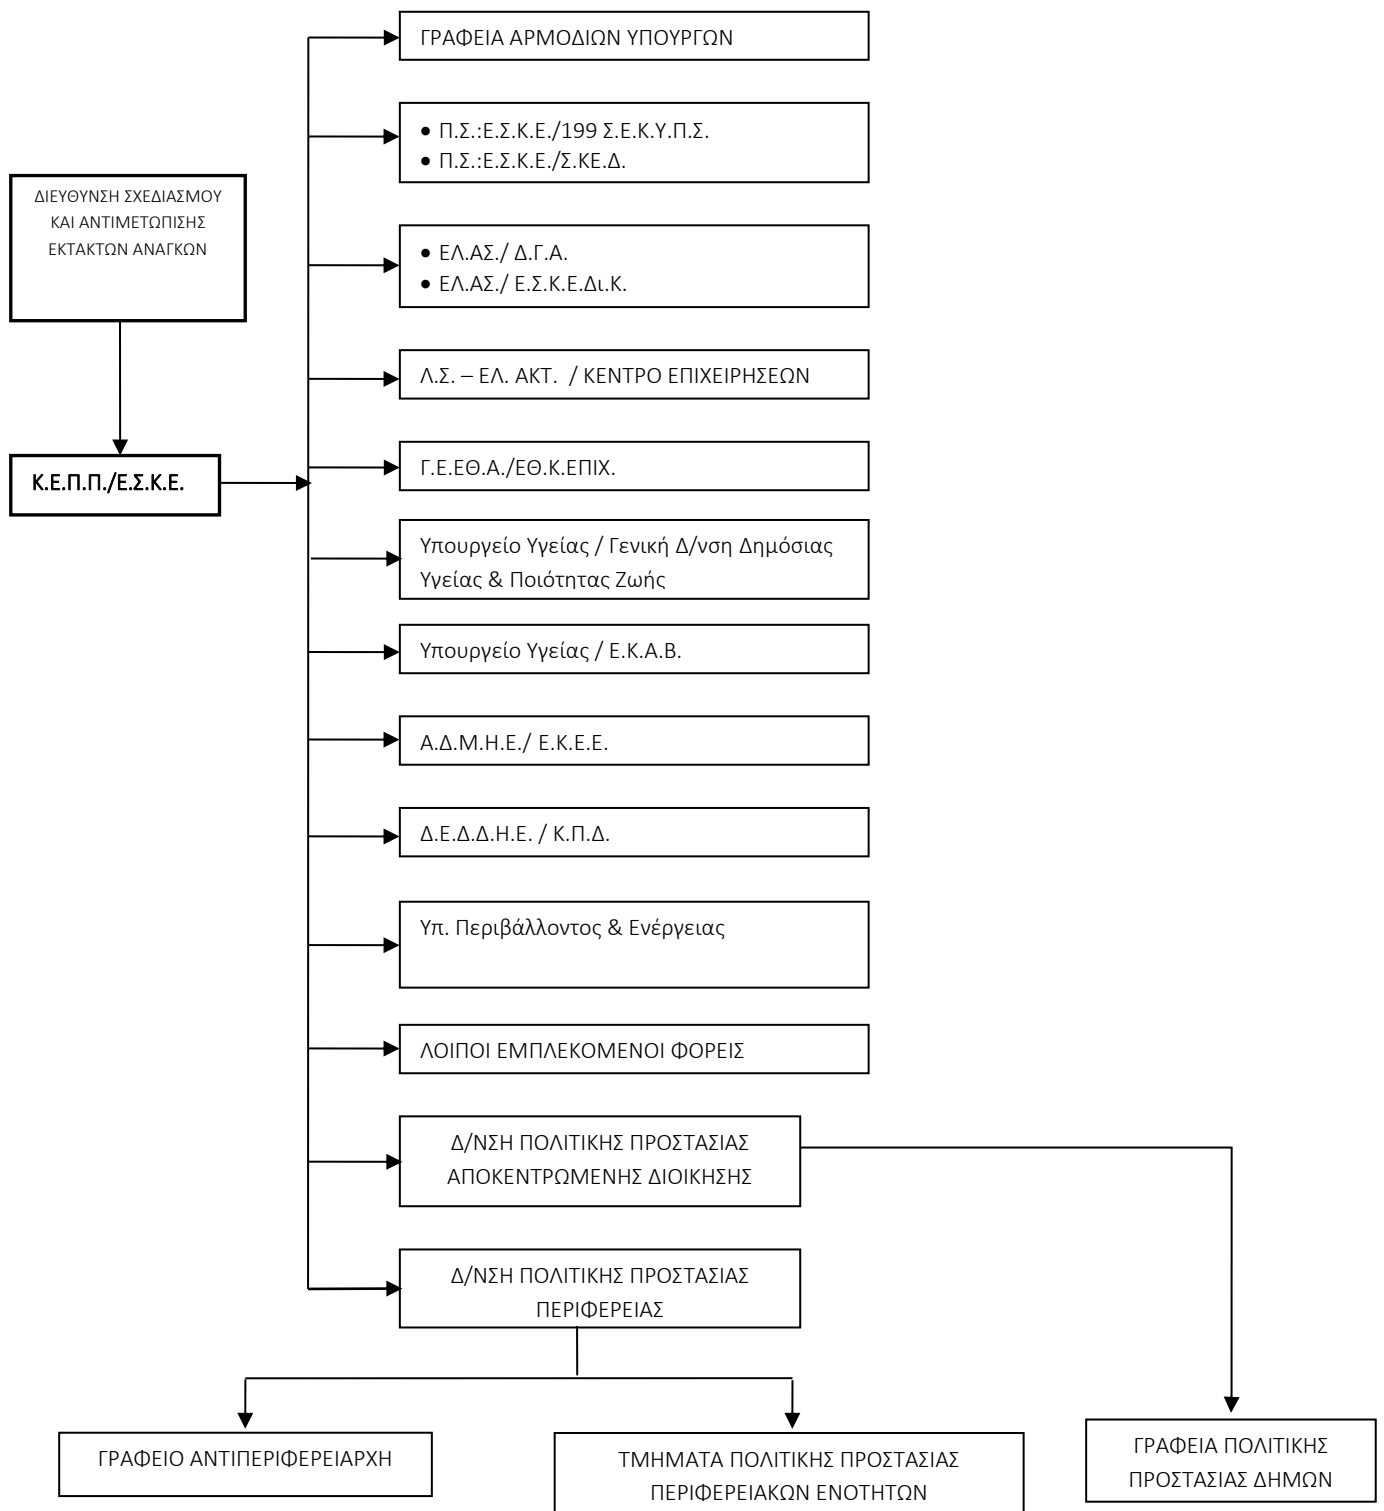 ΓΡΑΦΕΙΑ ΑΡΜΟΔΙΩΝ ΥΠΟΥΡΓΩΝ
• Π.Σ.:Ε.Σ.Κ.Ε./199 Σ.Ε.Κ.Υ.Π.Σ.
• Π.Σ.:Ε.Σ.Κ.Ε./Σ.ΚΕ.Δ.
ΔΙΕΥΘΥΝΣΗ ΣΧΕΔΙΑΣΜΟΥ
ΚΑΙ ΑΝΤΙΜΕΤΩΠΙΣΗΣ
ΕΚΤΑΚΤΩΝ ΑΝΑΓΚΩΝ
• ΕΛ.ΑΣ./ Δ.Γ.Α.
• ΕΛ.ΑΣ./ Ε.Σ.Κ.Ε.Δι.Κ.
Λ.Σ. – ΕΛ. ΑΚΤ. / ΚΕΝΤΡΟ ΕΠΙΧΕΙΡΗΣΕΩΝ
Κ.Ε.Π.Π./Ε.Σ.Κ.Ε.
Γ.Ε.ΕΘ.Α./ΕΘ.Κ.ΕΠΙΧ.
Υπουργείο Υγείας / Γενική Δ/νση Δημόσιας
Υγείας & Ποιότητας Ζωής
Υπουργείο Υγείας / Ε.Κ.Α.Β.
Α.Δ.Μ.Η.Ε./ Ε.Κ.Ε.Ε.
Δ.Ε.Δ.Δ.Η.Ε. / Κ.Π.Δ.
Υπ. Περιβάλλοντος & Ενέργειας
ΛΟΙΠΟΙ ΕΜΠΛΕΚΟΜΕΝΟΙ ΦΟΡΕΙΣ
Δ/ΝΣΗ ΠΟΛΙΤΙΚΗΣ ΠΡΟΣΤΑΣΙΑΣ
ΑΠΟΚΕΝΤΡΩΜΕΝΗΣ ΔΙΟΙΚΗΣΗΣ
Δ/ΝΣΗ ΠΟΛΙΤΙΚΗΣ ΠΡΟΣΤΑΣΙΑΣ
ΠΕΡΙΦΕΡΕΙΑΣ
ΓΡΑΦΕΙΟ ΑΝΤΙΠΕΡΙΦΕΡΕΙΑΡΧΗ
ΤΜΗΜΑΤΑ ΠΟΛΙΤΙΚΗΣ ΠΡΟΣΤΑΣΙΑΣ
ΠΕΡΙΦΕΡΕΙΑΚΩΝ ΕΝΟΤΗΤΩΝ
ΓΡΑΦΕΙΑ ΠΟΛΙΤΙΚΗΣ
ΠΡΟΣΤΑΣΙΑΣ ΔΗΜΩΝ